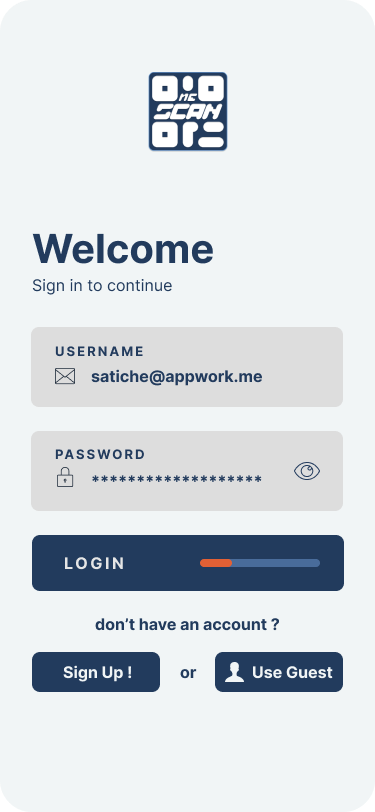 ne
SCAN
Welcome
Sign in to continue
USERNAME
satiche@appwork.me
PASSWORD
*******************
LOGIN
don't have an account ?
Sign Up ! or Use Guest